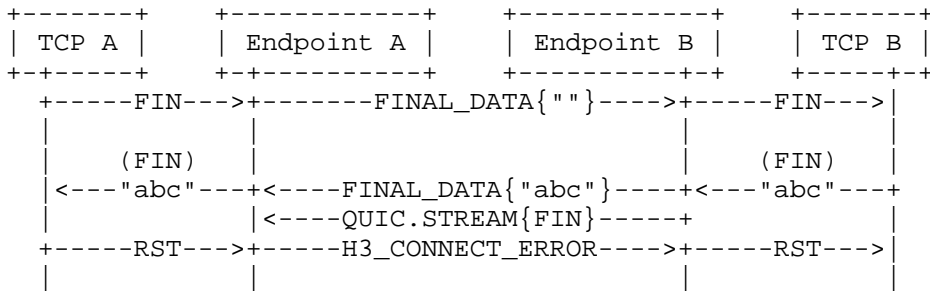 +-------+     +------------+     +-----------+     +-------+
| TCP A |     | Endpoint A |     | Endpoint B |     | TCP B |
+-+-----+     +-+----------+     +-----------+-+     +-----+-+
  +-----FIN--->+-------FINAL_DATA{""}---->+-----FIN--->|
  |            |                          |            |
  |    (FIN)   |                          |    (FIN)   |
  |<---"abc"---+<----FINAL_DATA{"abc"}----+<---"abc"---+
  |            |<----QUIC.STREAM{FIN}-----+            |
  +-----RST--->+-----H3_CONNECT_ERROR---->+-----RST--->|
  |            |                          |            |